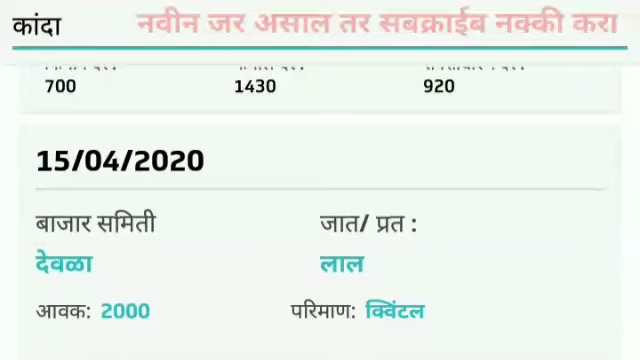 कांदा नवीन जर असाल तर सबक्राईब नक्की करा
700 1430 920
15/04/2020
बाजार समिती जात/ प्रत :
देवळा लाल
आवक: 2000 परिमाण: क्विंटल